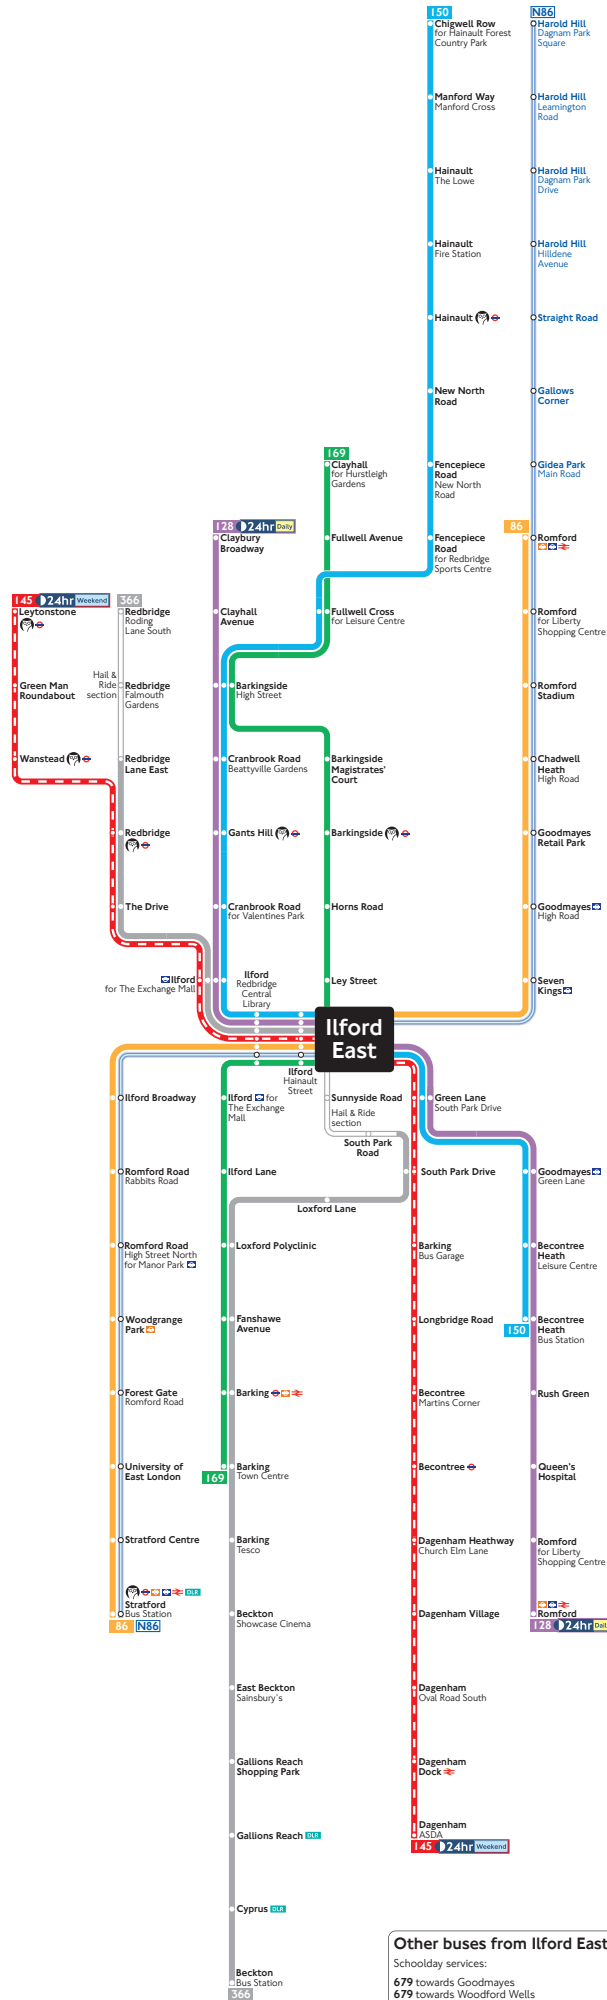 150
Chigwell Row
for Hainault Forest
Country Park
Manford Way
Manford Cross
Hainault
The Lowe
Hainault
Fire Station
Hainault
New North
Road
Fencepiece
Road
New North
Road
Fencepiece
Road
for Redbridge
Sports Centre
N86
Harold Hill
Dagnam Park
Square
Harold Hill
Leamington
Road
Harold Hill
Dagnam Park
Drive
Harold Hill
Hilldene
Avenue
Straight Road
Gallows
Corner
Gidea Park
Main Road
86
Romford
Romford
for Liberty
Shopping Centre
Romford
Stadium
Chadwell
Heath
High Road
Goodmayes
Retail Park
Goodmayes
High Road
Seven
Kings
169
Clayhall
for Hurstleigh
Gardens
Fullwell Avenue
Fullwell Cross
for Leisure Centre
Barkingside
High Street
Barkingside
Magistrates'
Court
Barkingside
Horns Road
Ley Street
128 24hr Daily
Claybury
Broadway
Clayhall
Avenue
Cranbrook Road
Beattyville Gardens
Gants Hill
Cranbrook Road
for Valentines Park
Ilford
Redbridge
Central
Library
145 24hr Weekend
Leytonstone
Green Man
Roundabout
Wanstead
366
Redbridge
Roding
Lane South
Hail &
Ride
section
Redbridge
Falmouth
Gardens
Redbridge
Lane East
Redbridge
The Drive
Ilford
for The Exchange Mall
Ilford
East
Ilford
Hainault
Street
Ilford Broadway
Romford Road
Rabbits Road
Romford Road
High Street North
for Manor Park
Woodgrange
Park
Forest Gate
Romford Road
University of
East London
Stratford Centre
DLR
Stratford
Bus Station
86 N86
Ilford for
The Exchange
Mall
Ilford Lane
Loxford Polyclinic
Fanshawe
Avenue
Barking
Barking
Town Centre
169
Barking
Tesco
Beckton
Showcase Cinema
East Beckton
Sainsbury's
Gallions Reach
Shopping Park
Gallions Reach DLR
Cyprus DLR
Beckton
Bus Station
366
Sunnyside Road
Hail & Ride
section
South Park
Road
Loxford Lane
South Park Drive
Barking
Bus Garage
Longbridge Road
Becontree
Martins Corner
Becontree
Dagenham Heathway
Church Elm Lane
Dagenham Village
Dagenham
Oval Road South
Dagenham
Dock
Dagenham
ASDA
145 24hr Weekend
Green Lane
South Park Drive
Goodmayes
Green Lane
Becontree
Heath
Leisure Centre
Becontree
Heath
Bus Station
150
Rush Green
Queen's
Hospital
Romford
for Liberty
Shopping Centre
Romford
128 24hr
Other buses from Ilford East
Schoolday services:
679 towards Goodmayes
679 towards Woodford Wells